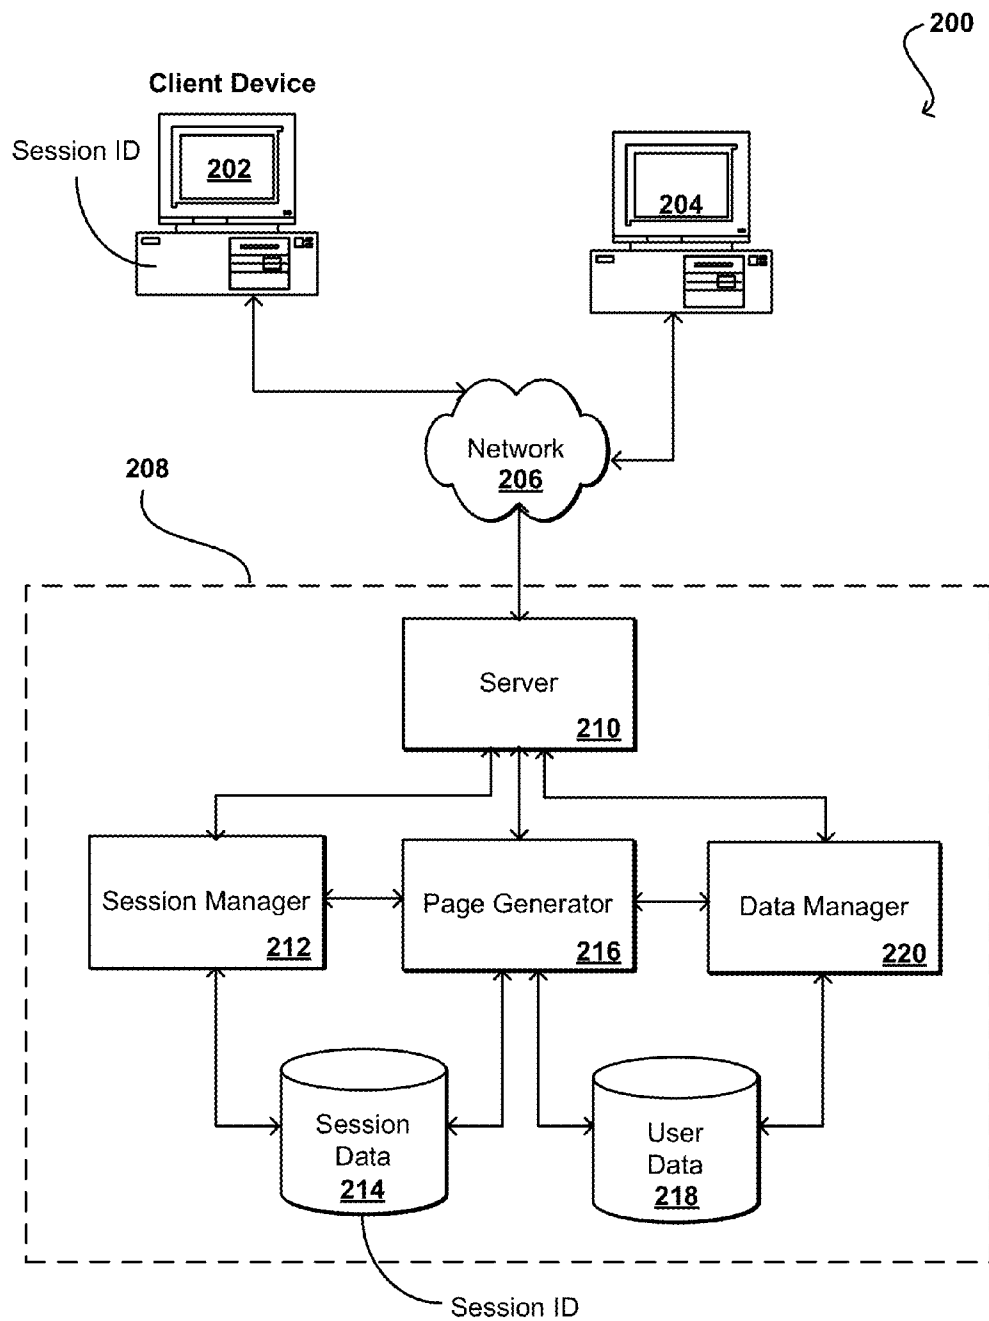 200
Client Device
Session ID
202
204
Network
206
208
Server
210
Session Manager
212
Page Generator
216
Data Manager
220
Session
Data
214
User
Data
218
Session ID